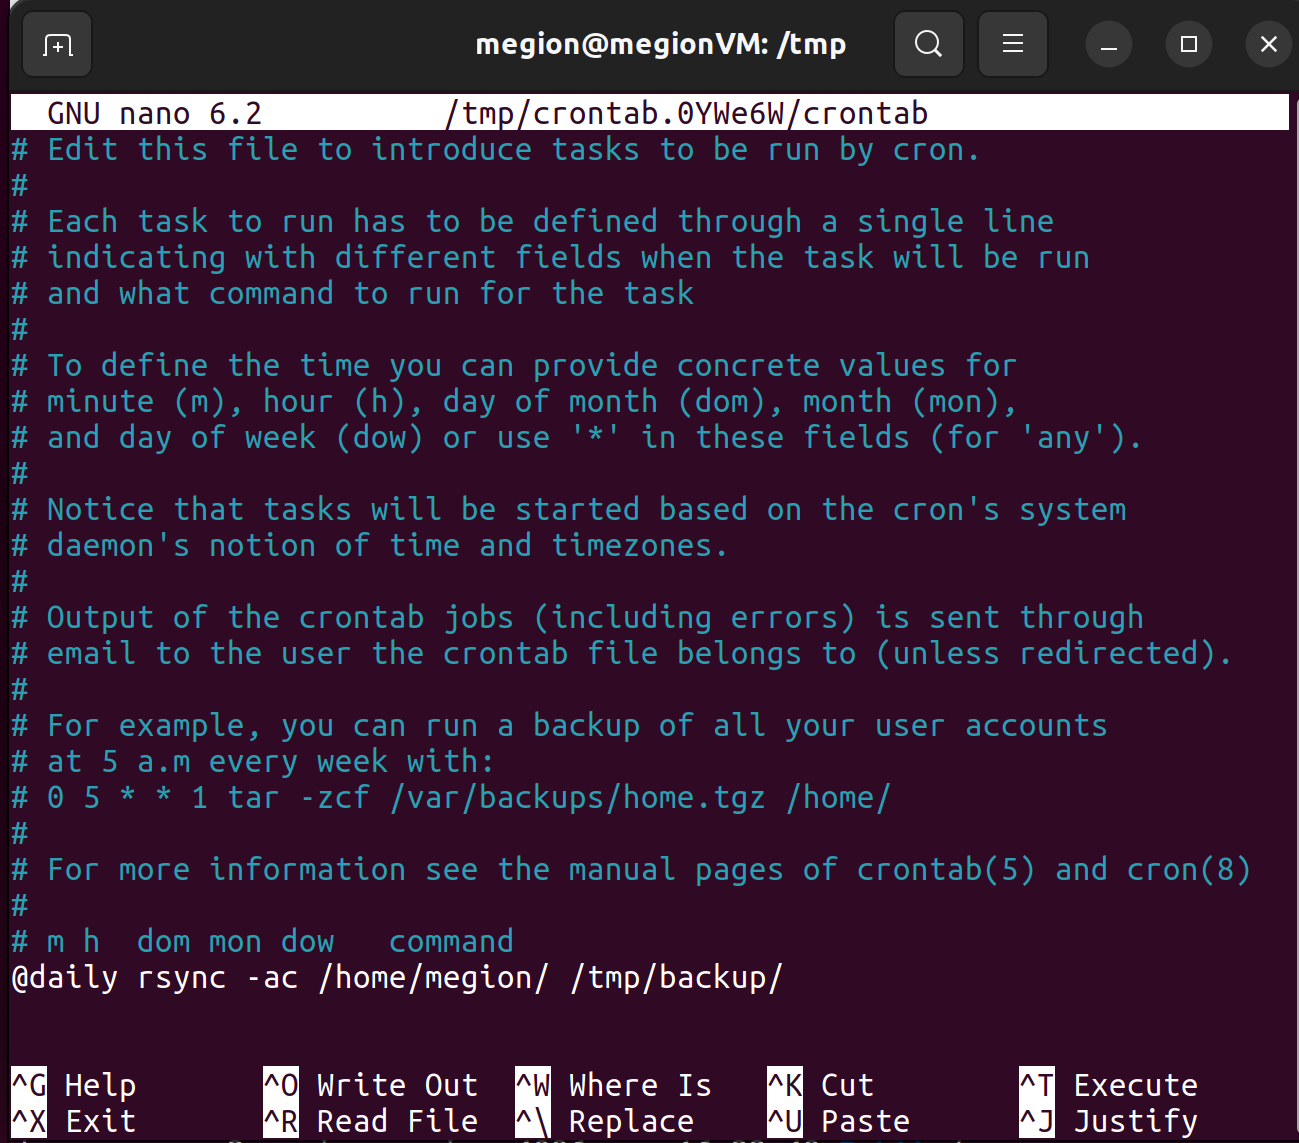 megion@megionVM: /tmp
GNU nano 6.2 /tmp/crontab.0YWe6W/crontab
# Edit this file to introduce tasks to be run by cron.
#
# Each task to run has to be defined through a single line
# indicating with different fields when the task will be run
# and what command to run for the task
#
# To define the time you can provide concrete values for
# minute (m), hour (h), day of month (dom), month (mon),
# and day of week (dow) or use '*' in these fields (for 'any').
#
# Notice that tasks will be started based on the cron's system
# daemon's notion of time and timezones.
#
# Output of the crontab jobs (including errors) is sent through
# email to the user the crontab file belongs to (unless redirected).
#
# For example, you can run a backup of all your user accounts
# at 5 a.m every week with:
# 0 5 * * 1 tar -zcf /var/backups/home.tgz /home/
#
# For more information see the manual pages of crontab(5) and cron(8)
#
# m h  dom mon dow   command
@daily rsync -ac /home/megion/ /tmp/backup/
^G Help ^O Write Out ^W Where Is ^K Cut ^T Execute
^X Exit ^R Read File ^\ Replace ^U Paste ^J Justify